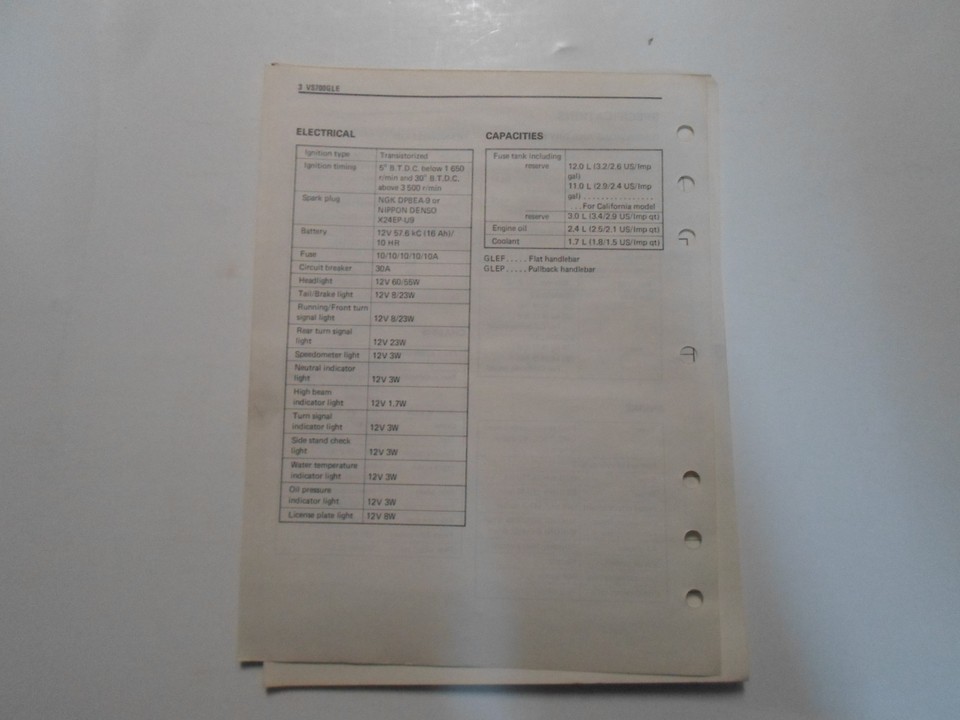 3 VS700GLE
ELECTRICAL
Ignition type Transistorized
Ignition timing 5° B.T.D.C. below 1 650
r/min and 30° B.T.D.C.
above 3 500 r/min
Spark plug NGK DP8EA-9 or
NIPPON DENSO
X24EP-U9
Battery 12V 57.6 kC (16 Ah)/
10 HR
Fuse 10/10/10/10/10A
Circuit breaker 30A
Headlight 12V 60/55W
Tail/Brake light 12V 8/23W
Running/Front turn
signal light 12V 8/23W
Rear turn signal
light 12V 23W
Speedometer light 12V 3W
Neutral indicator
light 12V 3W
High beam
indicator light 12V 1.7W
Turn signal
indicator light 12V 3W
Side stand check
light 12V 3W
Water temperature
indicator light 12V 3W
Oil pressure
indicator light 12V 3W
License plate light 12V 8W
CAPACITIES
Fuse tank including
reserve 12.0 L (3.2/2.6 US/Imp
gal)
11.0 L (2.9/2.4 US/Imp
gal) . . . . . . . . . . . . . . . .
. . . For California model
reserve 3.0 L (3.4/2.9 US/Imp qt)
Engine oil 2.4 L (2.5/2.1 US/Imp qt)
Coolant 1.7 L (1.8/1.5 US/Imp qt)
GLEF . . . . . Flat handlebar
GLEP . . . . . Pullback handlebar